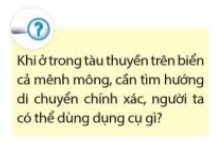 Khi ở trong tàu thuyền trên biển
cả mênh mông, cần tìm hướng
di chuyển chính xác, người ta
có thể dùng dụng cụ gì?